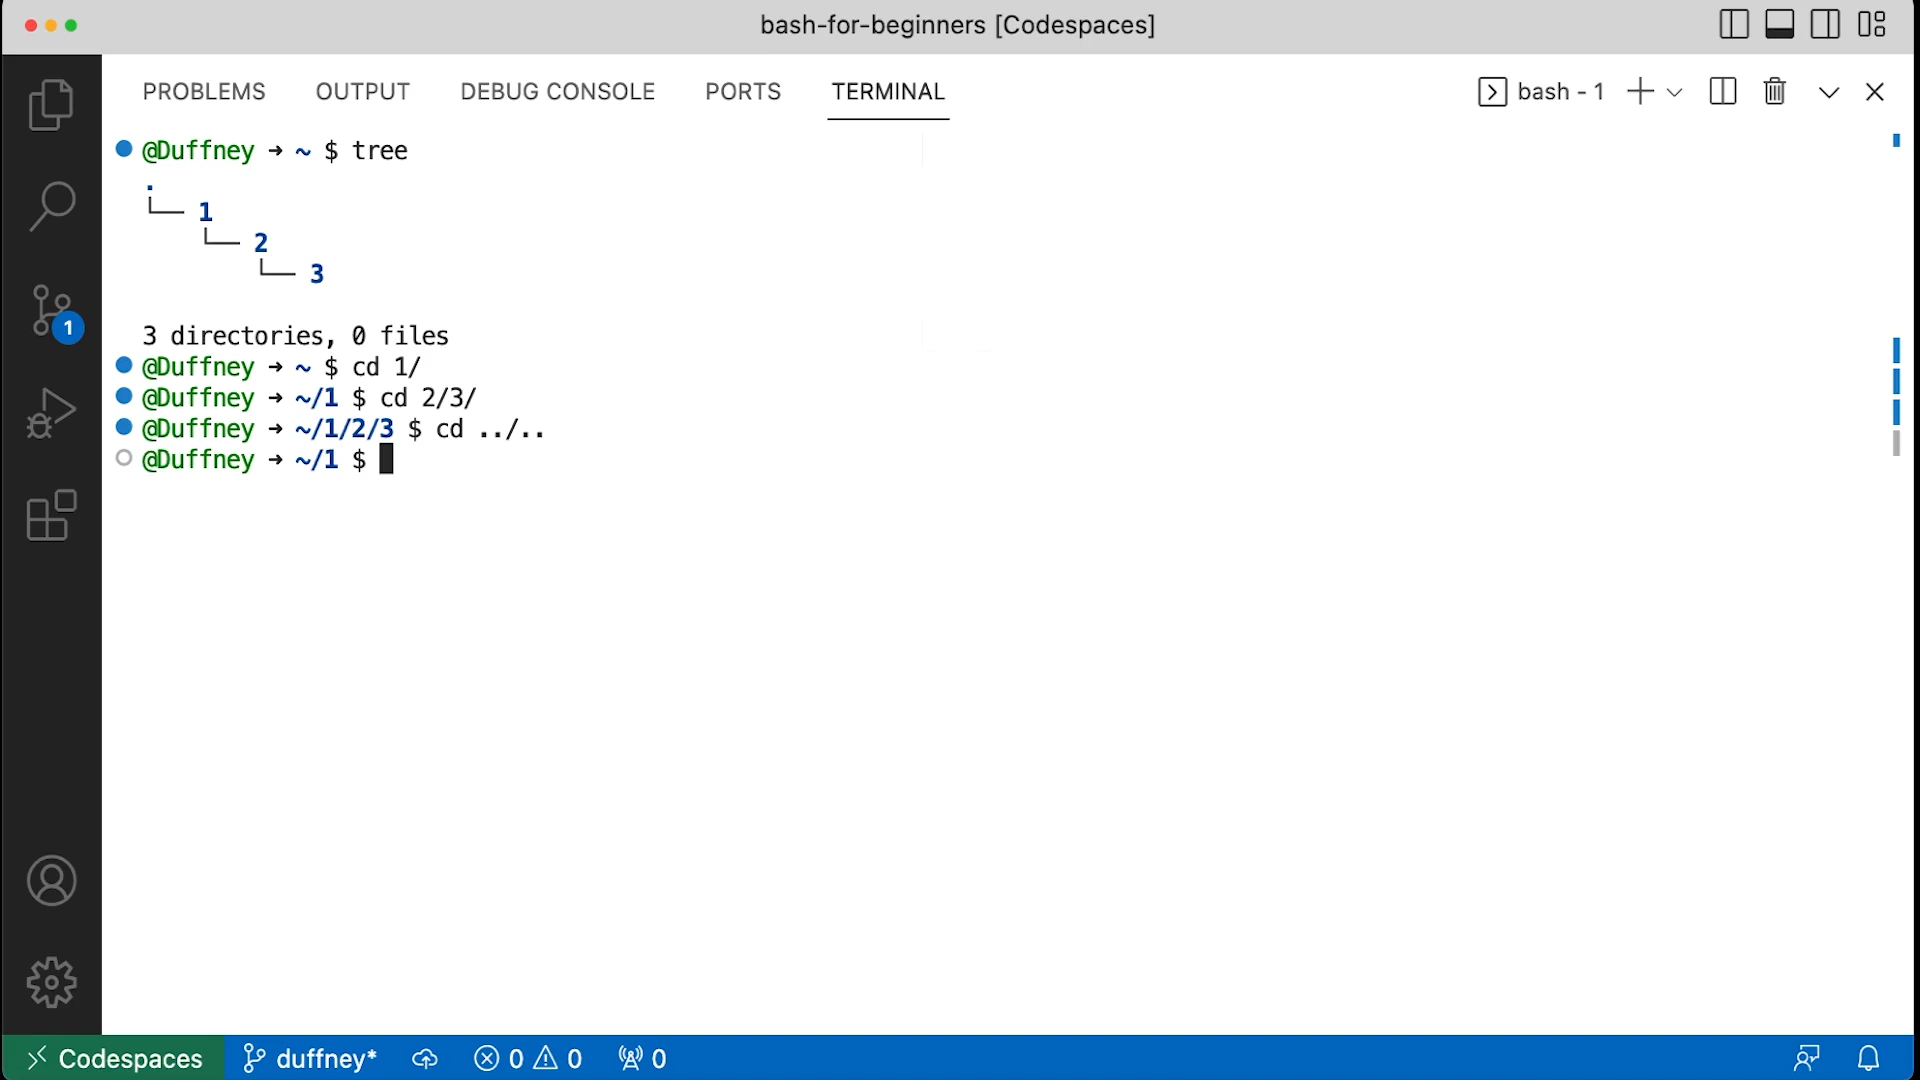 bash-for-beginners [Codespaces]
PROBLEMS OUTPUT DEBUG CONSOLE PORTS TERMINAL bash - 1
@Duffney ➜ ~ $ tree
.
└── 1
    └── 2
        └── 3
3 directories, 0 files
@Duffney ➜ ~ $ cd 1/
@Duffney ➜ ~/1 $ cd 2/3/
@Duffney ➜ ~/1/2/3 $ cd ../..
@Duffney ➜ ~/1 $
1
Codespaces duffney* 0 0 0